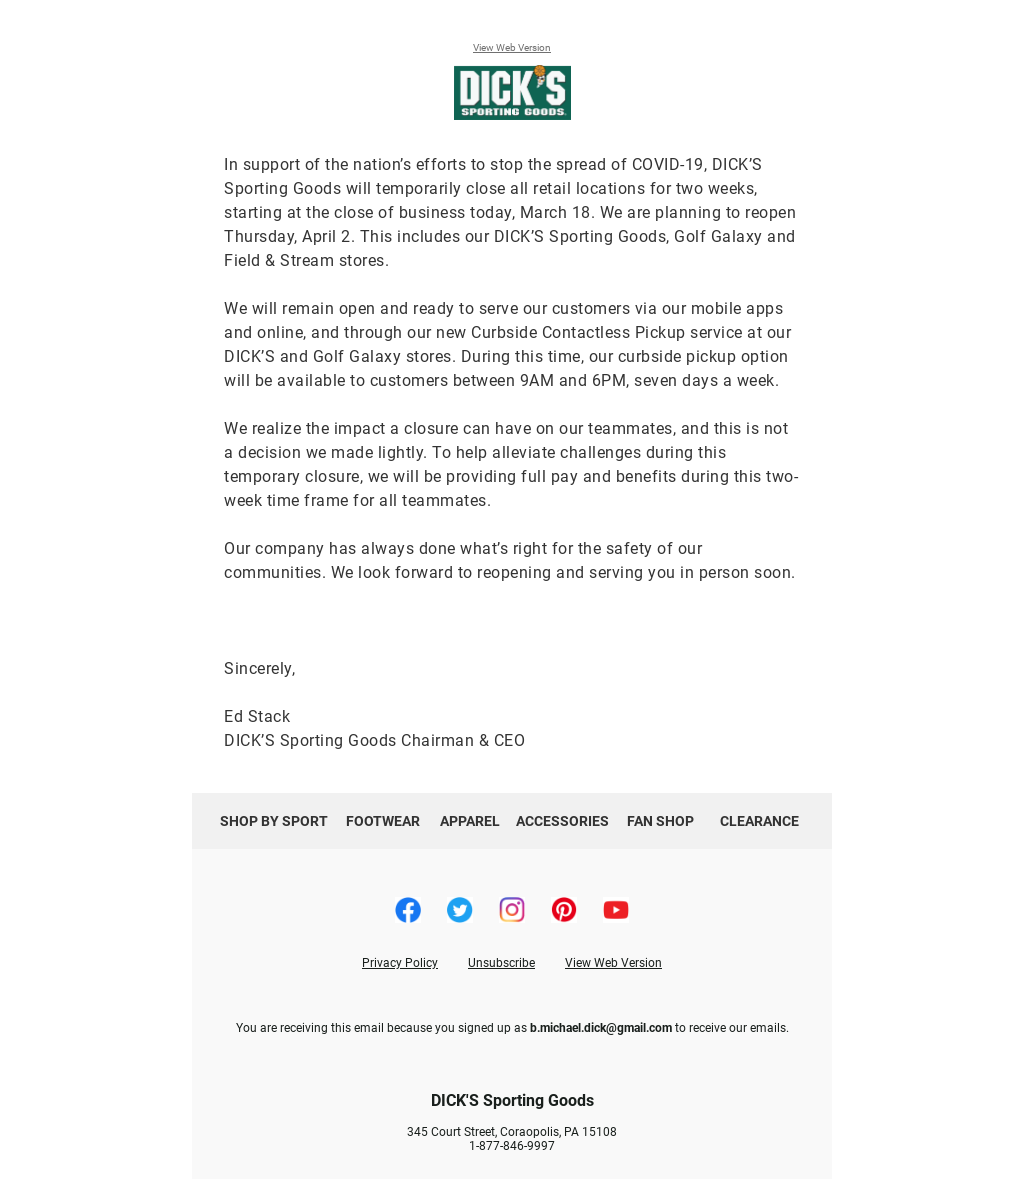 View Web Version
DICK'S
SPORTING GOODS
In support of the nation’s efforts to stop the spread of COVID-19, DICK’S
Sporting Goods will temporarily close all retail locations for two weeks,
starting at the close of business today, March 18. We are planning to reopen
Thursday, April 2. This includes our DICK’S Sporting Goods, Golf Galaxy and
Field & Stream stores.
We will remain open and ready to serve our customers via our mobile apps
and online, and through our new Curbside Contactless Pickup service at our
DICK’S and Golf Galaxy stores. During this time, our curbside pickup option
will be available to customers between 9AM and 6PM, seven days a week.
We realize the impact a closure can have on our teammates, and this is not
a decision we made lightly. To help alleviate challenges during this
temporary closure, we will be providing full pay and benefits during this two-
week time frame for all teammates.
Our company has always done what’s right for the safety of our
communities. We look forward to reopening and serving you in person soon.
Sincerely,
Ed Stack
DICK’S Sporting Goods Chairman & CEO
SHOP BY SPORT FOOTWEAR APPAREL ACCESSORIES FAN SHOP CLEARANCE
Privacy Policy Unsubscribe View Web Version
You are receiving this email because you signed up as b.michael.dick@gmail.com to receive our emails.
DICK'S Sporting Goods
345 Court Street, Coraopolis, PA 15108
1-877-846-9997